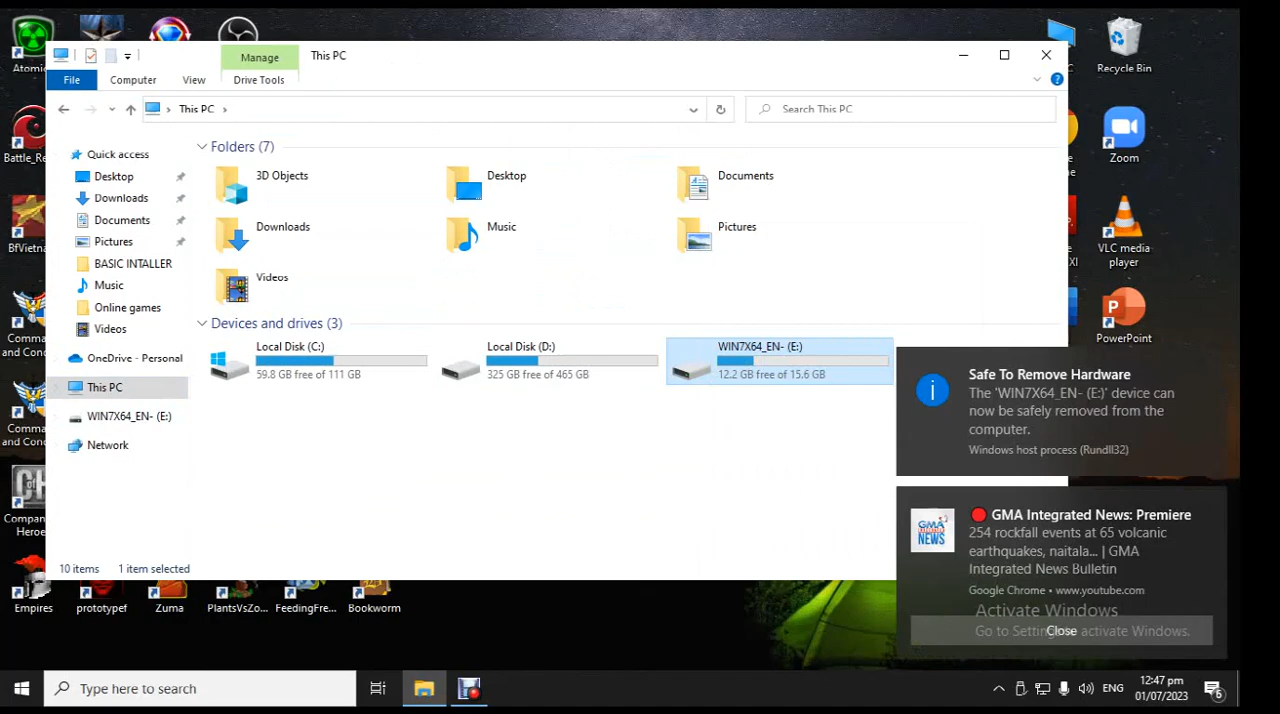 Manage
This PC
File
Computer
View
Drive Tools
This PC
Search This PC
Quick access
Desktop
Downloads
Documents
Pictures
BASIC INTALLER
Music
Online games
Videos
OneDrive - Personal
This PC
WIN7X64_EN- (E:)
Network
Folders (7)
3D Objects
Desktop
Documents
Downloads
Music
Pictures
Videos
Devices and drives (3)
Local Disk (C:)
59.8 GB free of 111 GB
Local Disk (D:)
325 GB free of 465 GB
WIN7X64_EN- (E:)
12.2 GB free of 15.6 GB
10 items
1 item selected
Atomic
Battle_Re
BfVietna
Comma
and Conc
Comma
and Conc
Company
Heroe
Empires
prototypef
Zuma
PlantsVsZo...
FeedingFre...
Bookworm
Recycle Bin
Zoom
VLC media
player
PowerPoint
Safe To Remove Hardware
The 'WIN7X64_EN- (E:)' device can
now be safely removed from the
computer.
Windows host process (Rundll32)
GMA
NEWS
GMA Integrated News: Premiere
254 rockfall events at 65 volcanic
earthquakes, naitala... | GMA
Integrated News Bulletin
Google Chrome • www.youtube.com
Activate Windows
Go to Settings to activate Windows.
Close
Type here to search
ENG
12:47 pm
01/07/2023
6